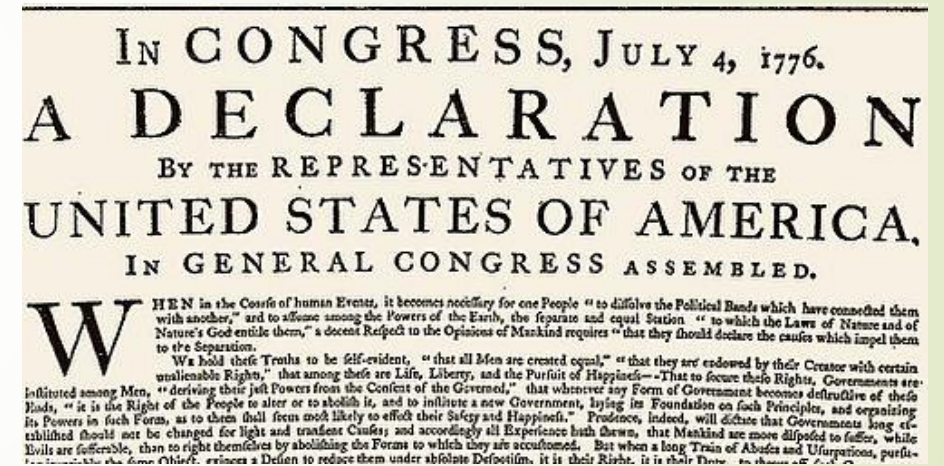 IN CONGRESS, JULY 4, 1776.
A DECLARATION
BY THE REPRESENTATIVES OF THE
UNITED STATES OF AMERICA,
IN GENERAL CONGRESS ASSEMBLED.
WHEN in the Course of human Events, it becomes necessary for one People “ to dissolve the Political Bands which have connected them
with another,” and to assume among the Powers of the Earth, the separate and equal Station “ to which the Laws of Nature and of
Nature's God entitle them,” a decent Respect to the Opinions of Mankind requires “ that they should declare the causes which impel them
to the Separation.
WE hold these Truths to be self-evident, “ that all Men are created equal,” “ that they are endowed by their Creator with certain
unalienable Rights,” that among these are Life, Liberty, and the Pursuit of Happiness--That to secure these Rights, Governments are
instituted among Men, “ deriving their just Powers from the Consent of the Governed,” that whenever any Form of Government becomes destructive of these
Ends, “ it is the Right of the People to alter or to abolish it, and to institute a new Government, laying its Foundation on such Principles, and organizing
its Powers in such Form, as to them shall seem most likely to effect their Safety and Happiness.” Prudence, indeed, will dictate that Governments long es-
tablished should not be changed for light and transient Causes; and accordingly all Experience hath shewn, that Mankind are more disposed to suffer, while
Evils are sufferable, than to right themselves by abolishing the Forms to which they are accustomed. But when a long Train of Abuses and Usurpations, pursu-
the same Object, evinces a Design to reduce them under absolute Despotism, it is their Right, it is their Duty, to throw off